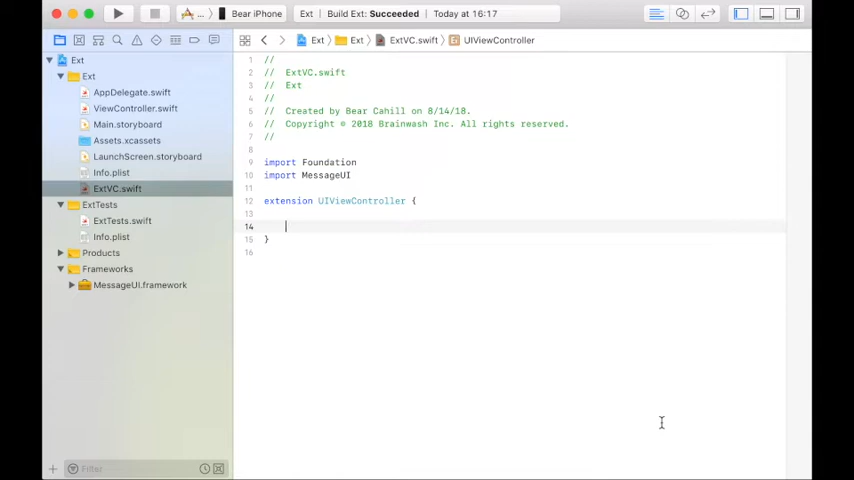 Bear iPhone
Ext | Build Ext: Succeeded | Today at 16:17
Ext > Ext > ExtVC.swift > UIViewController
Ext
Ext
AppDelegate.swift
ViewController.swift
Main.storyboard
Assets.xcassets
LaunchScreen.storyboard
Info.plist
ExtVC.swift
ExtTests
ExtTests.swift
Info.plist
Products
Frameworks
MessageUI.framework
Filter
1 //
2 // ExtVC.swift
3 // Ext
4 //
5 // Created by Bear Cahill on 8/14/18.
6 // Copyright © 2018 Brainwash Inc. All rights reserved.
7 //
8
9 import Foundation
10 import MessageUI
11
12 extension UIViewController {
13
14
15 }
16